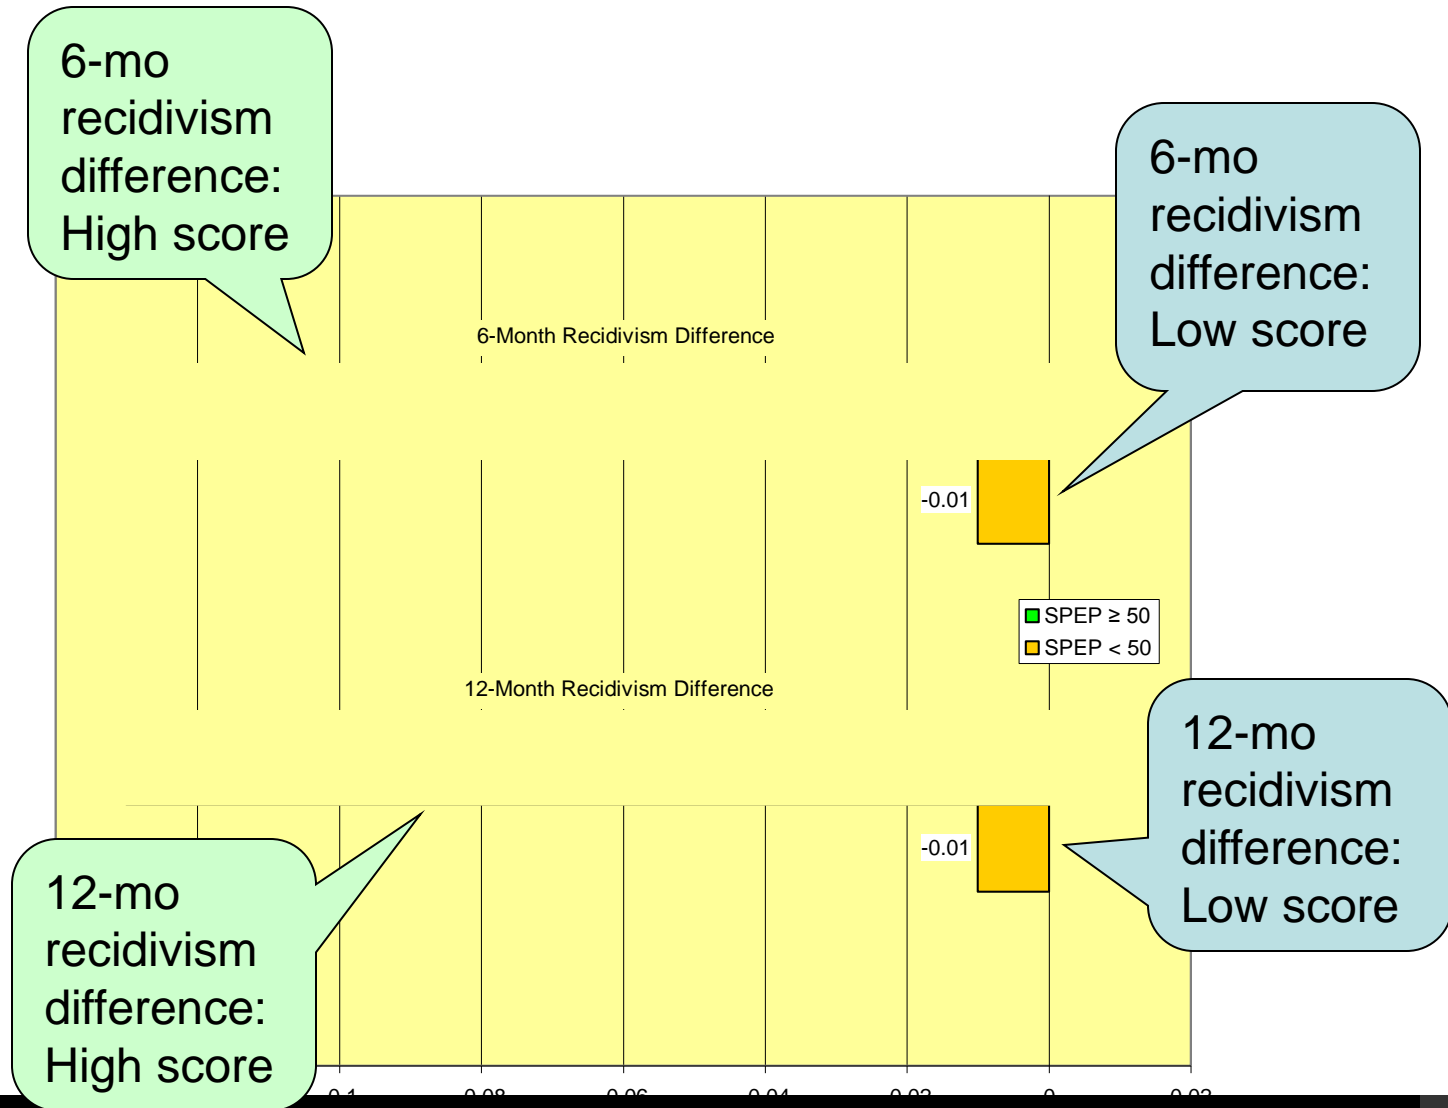 6-mo
recidivism
difference:
High score
6-mo
recidivism
difference:
Low score
6-Month Recidivism Difference
-0.01
SPEP ≥ 50
SPEP < 50
12-Month Recidivism Difference
12-mo
recidivism
difference:
Low score
-0.01
12-mo
recidivism
difference:
High score